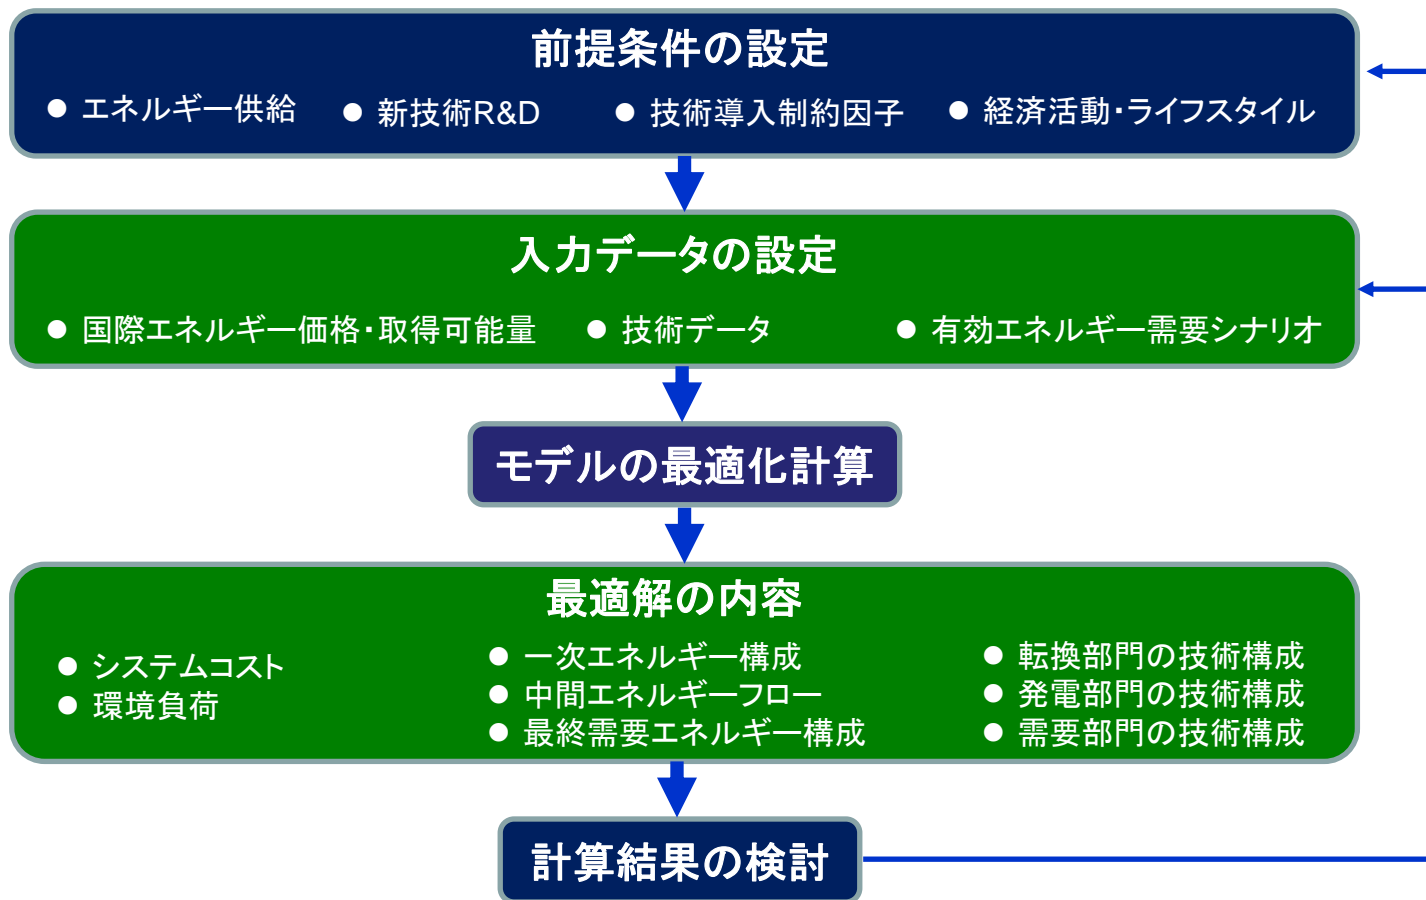 前提条件の設定
● エネルギー供給 ● 新技術R&D ● 技術導入制約因子 ● 経済活動・ライフスタイル
入力データの設定
● 国際エネルギー価格・取得可能量 ● 技術データ ● 有効エネルギー需要シナリオ
モデルの最適化計算
最適解の内容
● システムコスト
● 環境負荷
● 一次エネルギー構成
● 中間エネルギーフロー
● 最終需要エネルギー構成
● 転換部門の技術構成
● 発電部門の技術構成
● 需要部門の技術構成
計算結果の検討